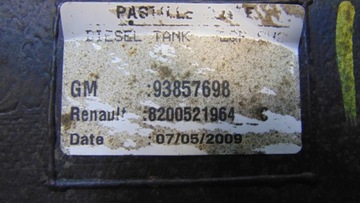 DIESEL TANK
GM :93857698
Renault :8200521964
Date : 07/05/2009